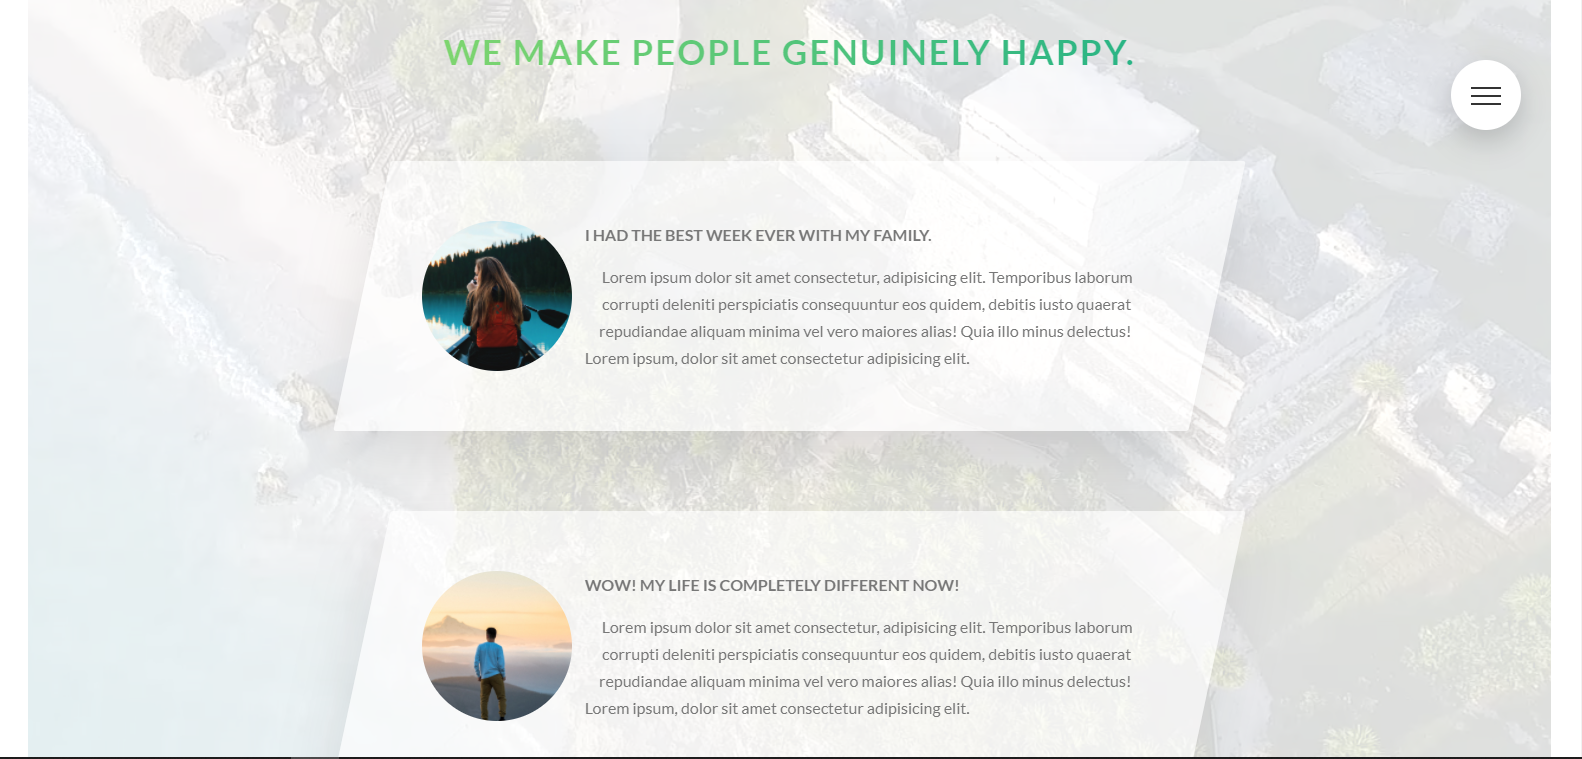 WE MAKE PEOPLE GENUINELY HAPPY.
I HAD THE BEST WEEK EVER WITH MY FAMILY.
Lorem ipsum dolor sit amet consectetur, adipisicing elit. Temporibus laborum
corrupti deleniti perspiciatis consequuntur eos quidem, debitis iusto quaerat
repudiandae aliquam minima vel vero maiores alias! Quia illo minus delectus!
Lorem ipsum, dolor sit amet consectetur adipisicing elit.
WOW! MY LIFE IS COMPLETELY DIFFERENT NOW!
Lorem ipsum dolor sit amet consectetur, adipisicing elit. Temporibus laborum
corrupti deleniti perspiciatis consequuntur eos quidem, debitis iusto quaerat
repudiandae aliquam minima vel vero maiores alias! Quia illo minus delectus!
Lorem ipsum, dolor sit amet consectetur adipisicing elit.